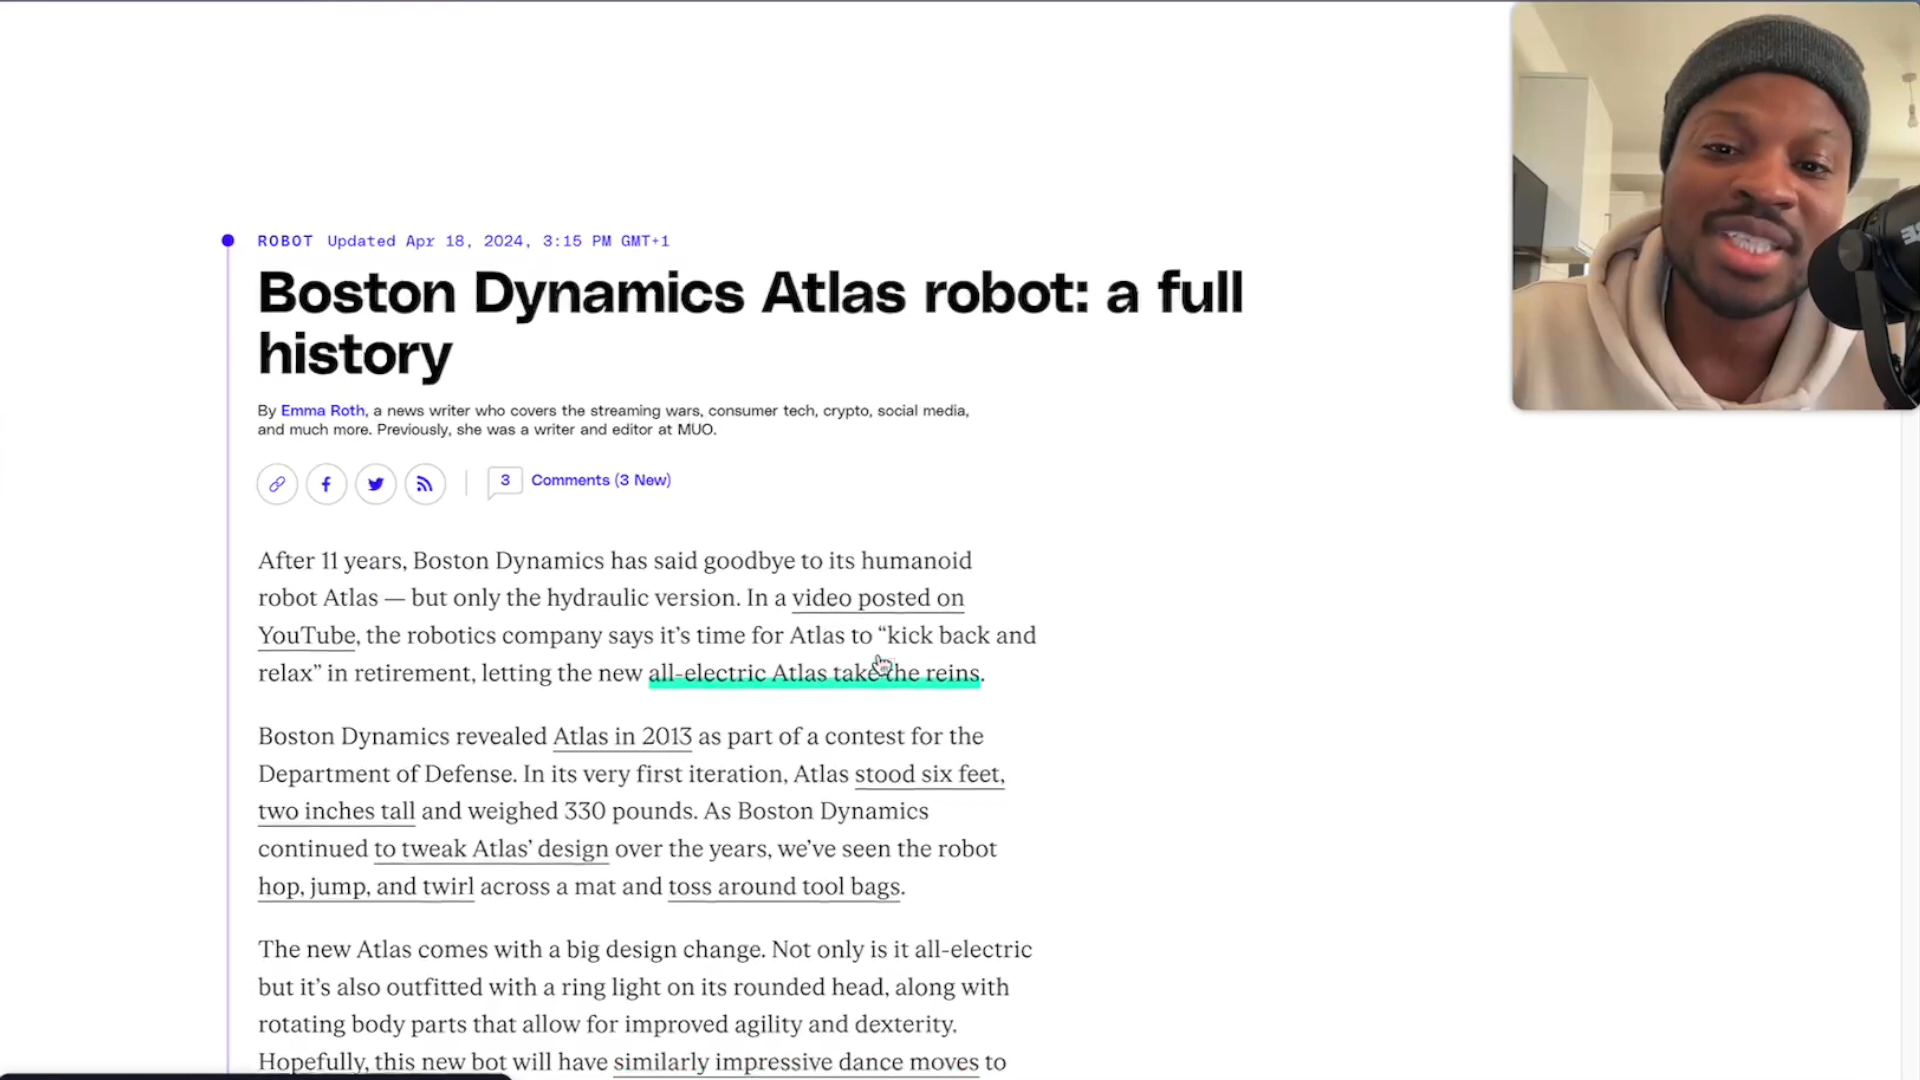 ROBOT Updated Apr 18, 2024, 3:15 PM GMT+1
Boston Dynamics Atlas robot: a full
history
By Emma Roth, a news writer who covers the streaming wars, consumer tech, crypto, social media,
and much more. Previously, she was a writer and editor at MUO.
3 Comments (3 New)
After 11 years, Boston Dynamics has said goodbye to its humanoid
robot Atlas — but only the hydraulic version. In a video posted on
YouTube, the robotics company says it’s time for Atlas to “kick back and
relax” in retirement, letting the new all-electric Atlas take the reins.
Boston Dynamics revealed Atlas in 2013 as part of a contest for the
Department of Defense. In its very first iteration, Atlas stood six feet,
two inches tall and weighed 330 pounds. As Boston Dynamics
continued to tweak Atlas’ design over the years, we’ve seen the robot
hop, jump, and twirl across a mat and toss around tool bags.
The new Atlas comes with a big design change. Not only is it all-electric
but it’s also outfitted with a ring light on its rounded head, along with
rotating body parts that allow for improved agility and dexterity.
Hopefully, this new bot will have similarly impressive dance moves to